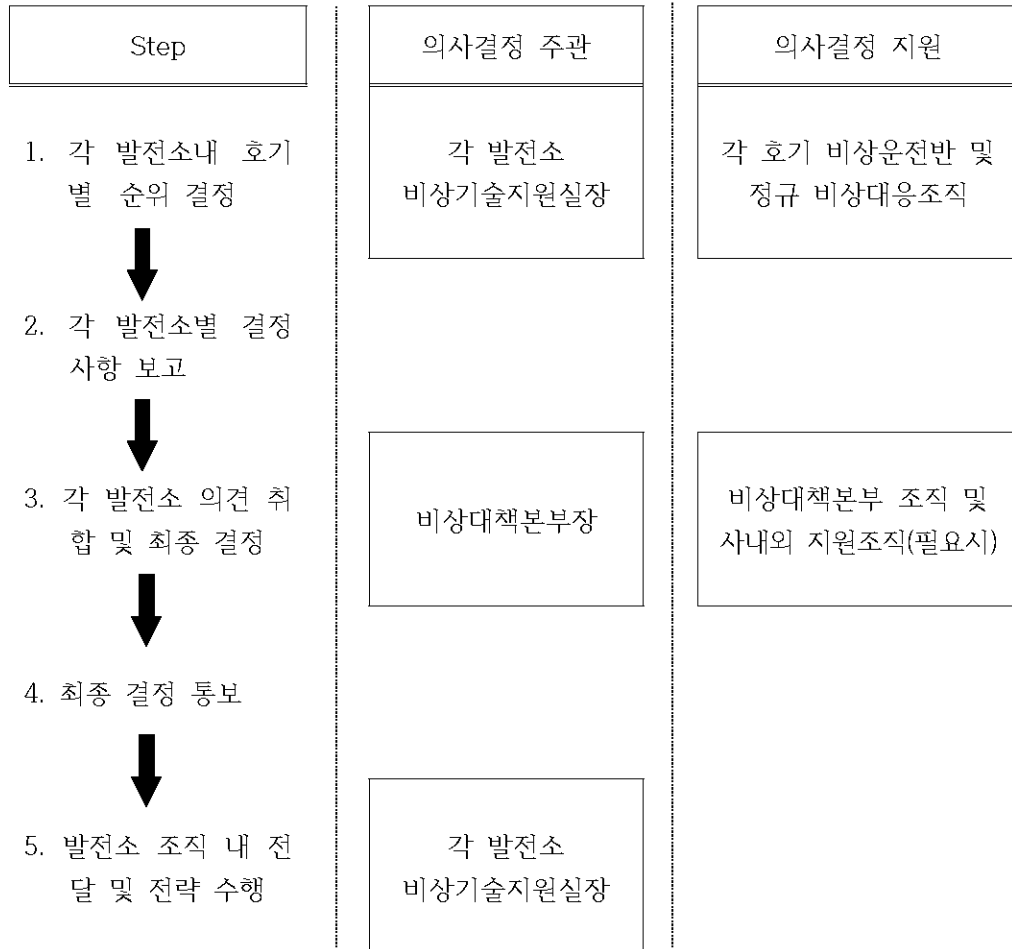 Step
의사결정 주관
의사결정 지원
1. 각 발전소내 호기
별 순위 결정
각 발전소
비상기술지원실장
각 호기 비상운전반 및
정규 비상대응조직
2. 각 발전소별 결정
사항 보고
3. 각 발전소 의견 취
합 및 최종 결정
비상대책본부장
비상대책본부 조직 및
사내외 지원조직(필요시)
4. 최종 결정 통보
5. 발전소 조직 내 전
달 및 전략 수행
각 발전소
비상기술지원실장